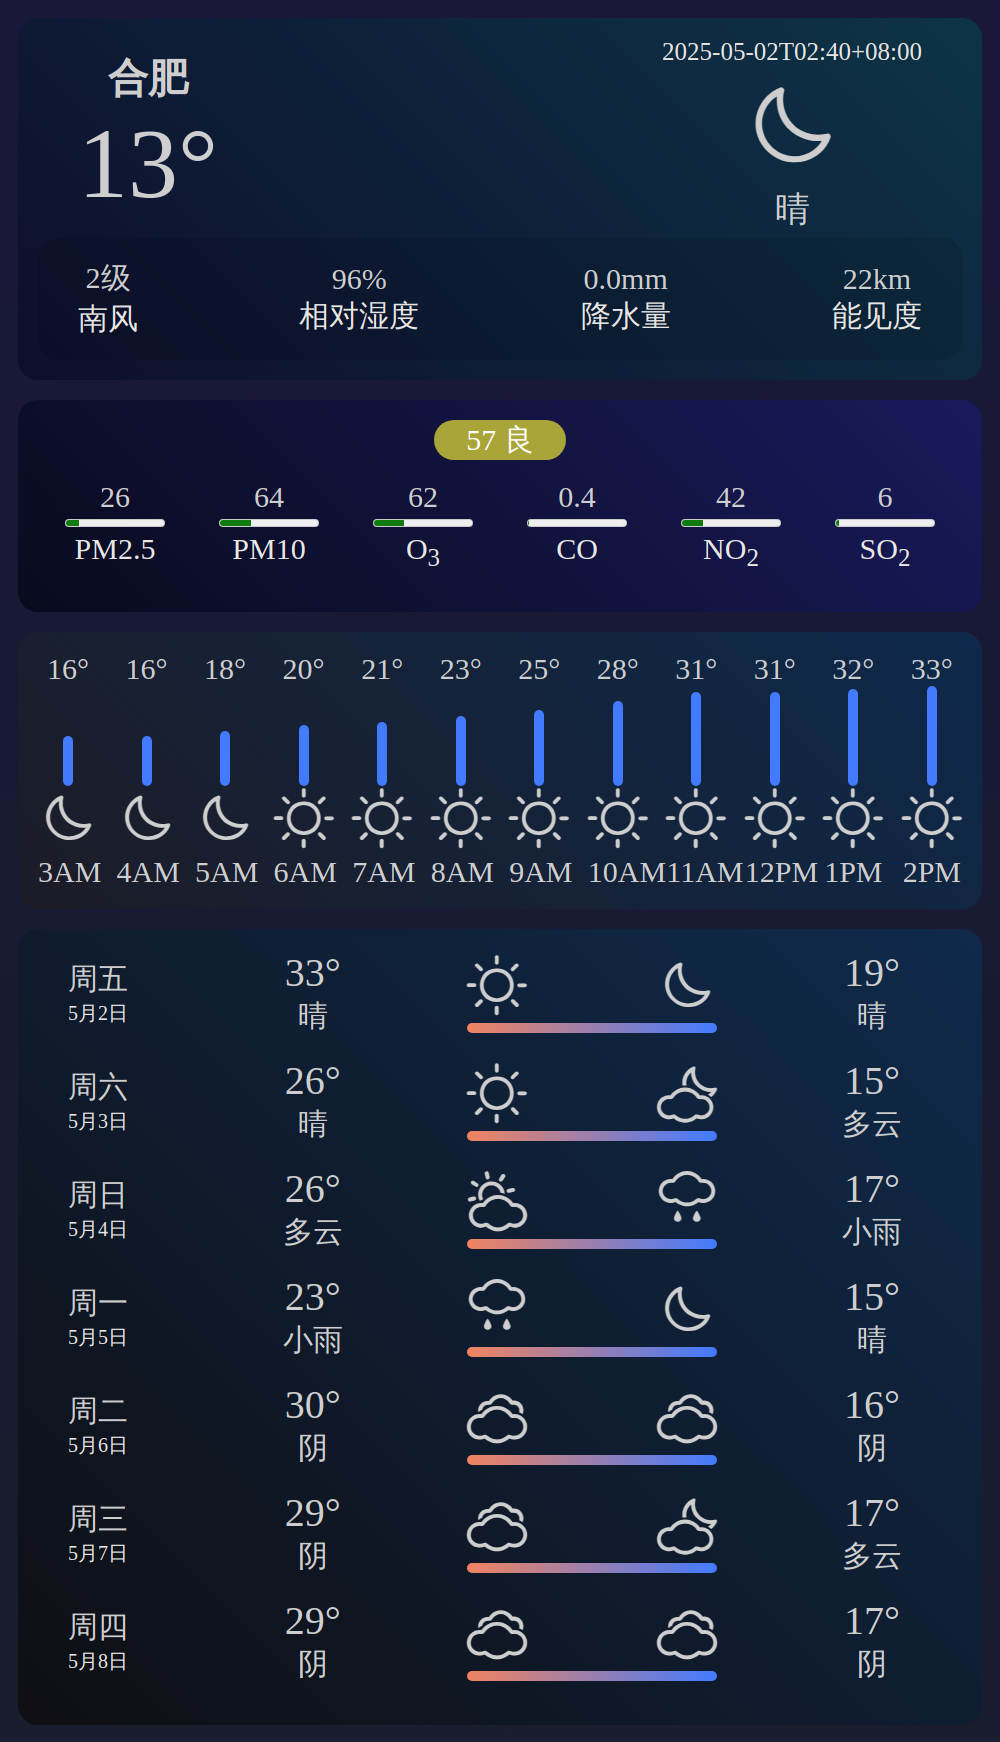 合肥
13°
2025-05-02T02:40+08:00
晴
2级 96% 0.0mm 22km
南风 相对湿度 降水量 能见度
57 良
26 64 62 0.4 42 6
PM2.5 PM10 O3 CO NO2 SO2
16° 16° 18° 20° 21° 23° 25° 28° 31° 31° 32° 33°
3AM 4AM 5AM 6AM 7AM 8AM 9AM 10AM 11AM 12PM 1PM 2PM
周五 33° 19°
5月2日 晴 晴
周六 26° 15°
5月3日 晴 多云
周日 26° 17°
5月4日 多云 小雨
周一 23° 15°
5月5日 小雨 晴
周二 30° 16°
5月6日 阴 阴
周三 29° 17°
5月7日 阴 多云
周四 29° 17°
5月8日 阴 阴